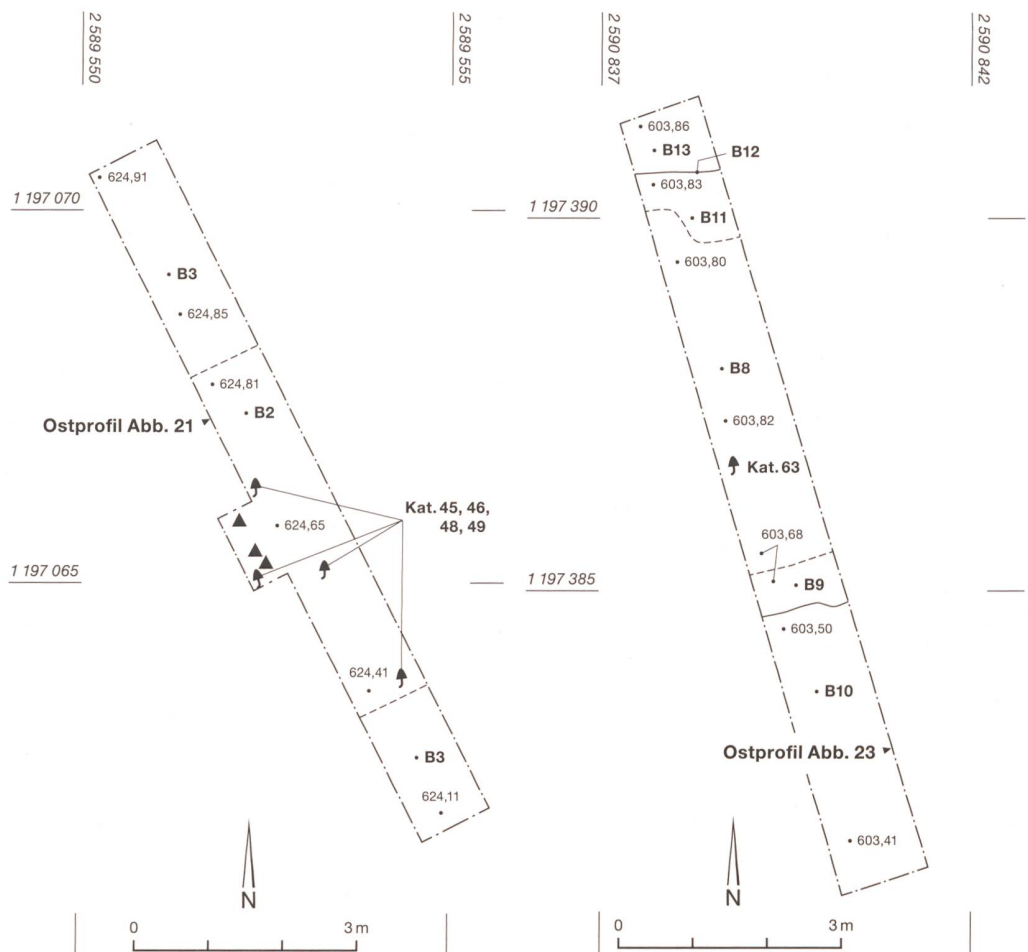 2 589 550
2 589 555
1 197 070
624,91
B3
624,85
624,81
B2
Ostprofil Abb. 21
Kat. 45, 46,
48, 49
624,65
1 197 065
624,41
B3
624,11
N
0 3 m
2 590 837
2 590 842
603,86
B13
B12
603,83
1 197 390
B11
603,80
B8
603,82
Kat. 63
603,68
1 197 385
B9
603,50
B10
Ostprofil Abb. 23
603,41
N
0 3 m